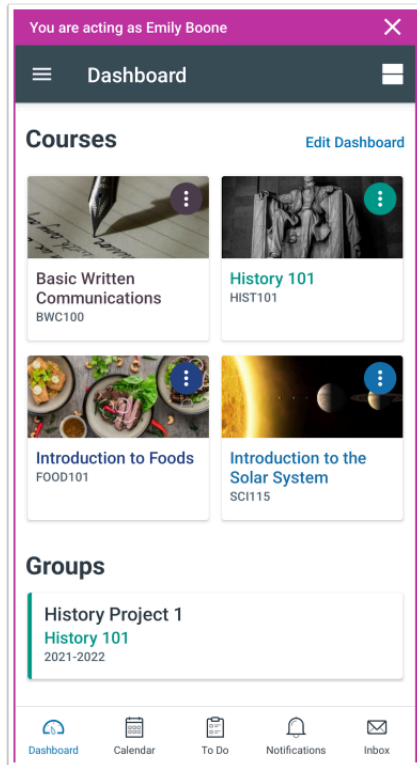 You are acting as Emily Boone
Dashboard
Courses
Edit Dashboard
Basic Written
Communications
BWC100
History 101
HIST101
Introduction to Foods
FOOD101
Introduction to the
Solar System
SCI115
Groups
History Project 1
History 101
2021-2022
Dashboard
Calendar
To Do
Notifications
Inbox